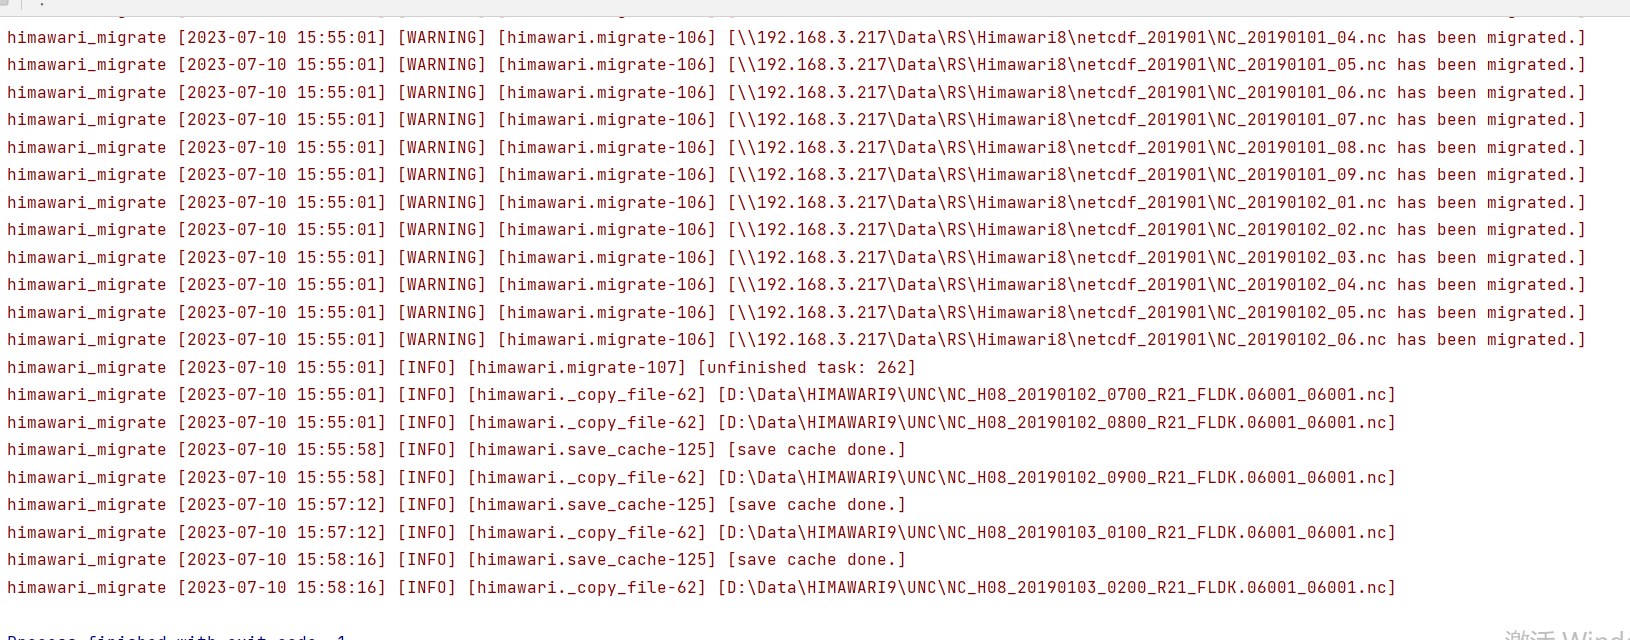 himawari_migrate [2023-07-10 15:55:01] [WARNING] [himawari.migrate-106] [\\192.168.3.217\Data\RS\Himawari8\netcdf_201901\NC_20190101_04.nc has been migrated.]
himawari_migrate [2023-07-10 15:55:01] [WARNING] [himawari.migrate-106] [\\192.168.3.217\Data\RS\Himawari8\netcdf_201901\NC_20190101_05.nc has been migrated.]
himawari_migrate [2023-07-10 15:55:01] [WARNING] [himawari.migrate-106] [\\192.168.3.217\Data\RS\Himawari8\netcdf_201901\NC_20190101_06.nc has been migrated.]
himawari_migrate [2023-07-10 15:55:01] [WARNING] [himawari.migrate-106] [\\192.168.3.217\Data\RS\Himawari8\netcdf_201901\NC_20190101_07.nc has been migrated.]
himawari_migrate [2023-07-10 15:55:01] [WARNING] [himawari.migrate-106] [\\192.168.3.217\Data\RS\Himawari8\netcdf_201901\NC_20190101_08.nc has been migrated.]
himawari_migrate [2023-07-10 15:55:01] [WARNING] [himawari.migrate-106] [\\192.168.3.217\Data\RS\Himawari8\netcdf_201901\NC_20190101_09.nc has been migrated.]
himawari_migrate [2023-07-10 15:55:01] [WARNING] [himawari.migrate-106] [\\192.168.3.217\Data\RS\Himawari8\netcdf_201901\NC_20190102_01.nc has been migrated.]
himawari_migrate [2023-07-10 15:55:01] [WARNING] [himawari.migrate-106] [\\192.168.3.217\Data\RS\Himawari8\netcdf_201901\NC_20190102_02.nc has been migrated.]
himawari_migrate [2023-07-10 15:55:01] [WARNING] [himawari.migrate-106] [\\192.168.3.217\Data\RS\Himawari8\netcdf_201901\NC_20190102_03.nc has been migrated.]
himawari_migrate [2023-07-10 15:55:01] [WARNING] [himawari.migrate-106] [\\192.168.3.217\Data\RS\Himawari8\netcdf_201901\NC_20190102_04.nc has been migrated.]
himawari_migrate [2023-07-10 15:55:01] [WARNING] [himawari.migrate-106] [\\192.168.3.217\Data\RS\Himawari8\netcdf_201901\NC_20190102_05.nc has been migrated.]
himawari_migrate [2023-07-10 15:55:01] [WARNING] [himawari.migrate-106] [\\192.168.3.217\Data\RS\Himawari8\netcdf_201901\NC_20190102_06.nc has been migrated.]
himawari_migrate [2023-07-10 15:55:01] [INFO] [himawari.migrate-107] [unfinished task: 262]
himawari_migrate [2023-07-10 15:55:01] [INFO] [himawari._copy_file-62] [D:\Data\HIMAWARI9\UNC\NC_H08_20190102_0700_R21_FLDK.06001_06001.nc]
himawari_migrate [2023-07-10 15:55:01] [INFO] [himawari._copy_file-62] [D:\Data\HIMAWARI9\UNC\NC_H08_20190102_0800_R21_FLDK.06001_06001.nc]
himawari_migrate [2023-07-10 15:55:58] [INFO] [himawari.save_cache-125] [save cache done.]
himawari_migrate [2023-07-10 15:55:58] [INFO] [himawari._copy_file-62] [D:\Data\HIMAWARI9\UNC\NC_H08_20190102_0900_R21_FLDK.06001_06001.nc]
himawari_migrate [2023-07-10 15:57:12] [INFO] [himawari.save_cache-125] [save cache done.]
himawari_migrate [2023-07-10 15:57:12] [INFO] [himawari._copy_file-62] [D:\Data\HIMAWARI9\UNC\NC_H08_20190103_0100_R21_FLDK.06001_06001.nc]
himawari_migrate [2023-07-10 15:58:16] [INFO] [himawari.save_cache-125] [save cache done.]
himawari_migrate [2023-07-10 15:58:16] [INFO] [himawari._copy_file-62] [D:\Data\HIMAWARI9\UNC\NC_H08_20190103_0200_R21_FLDK.06001_06001.nc]